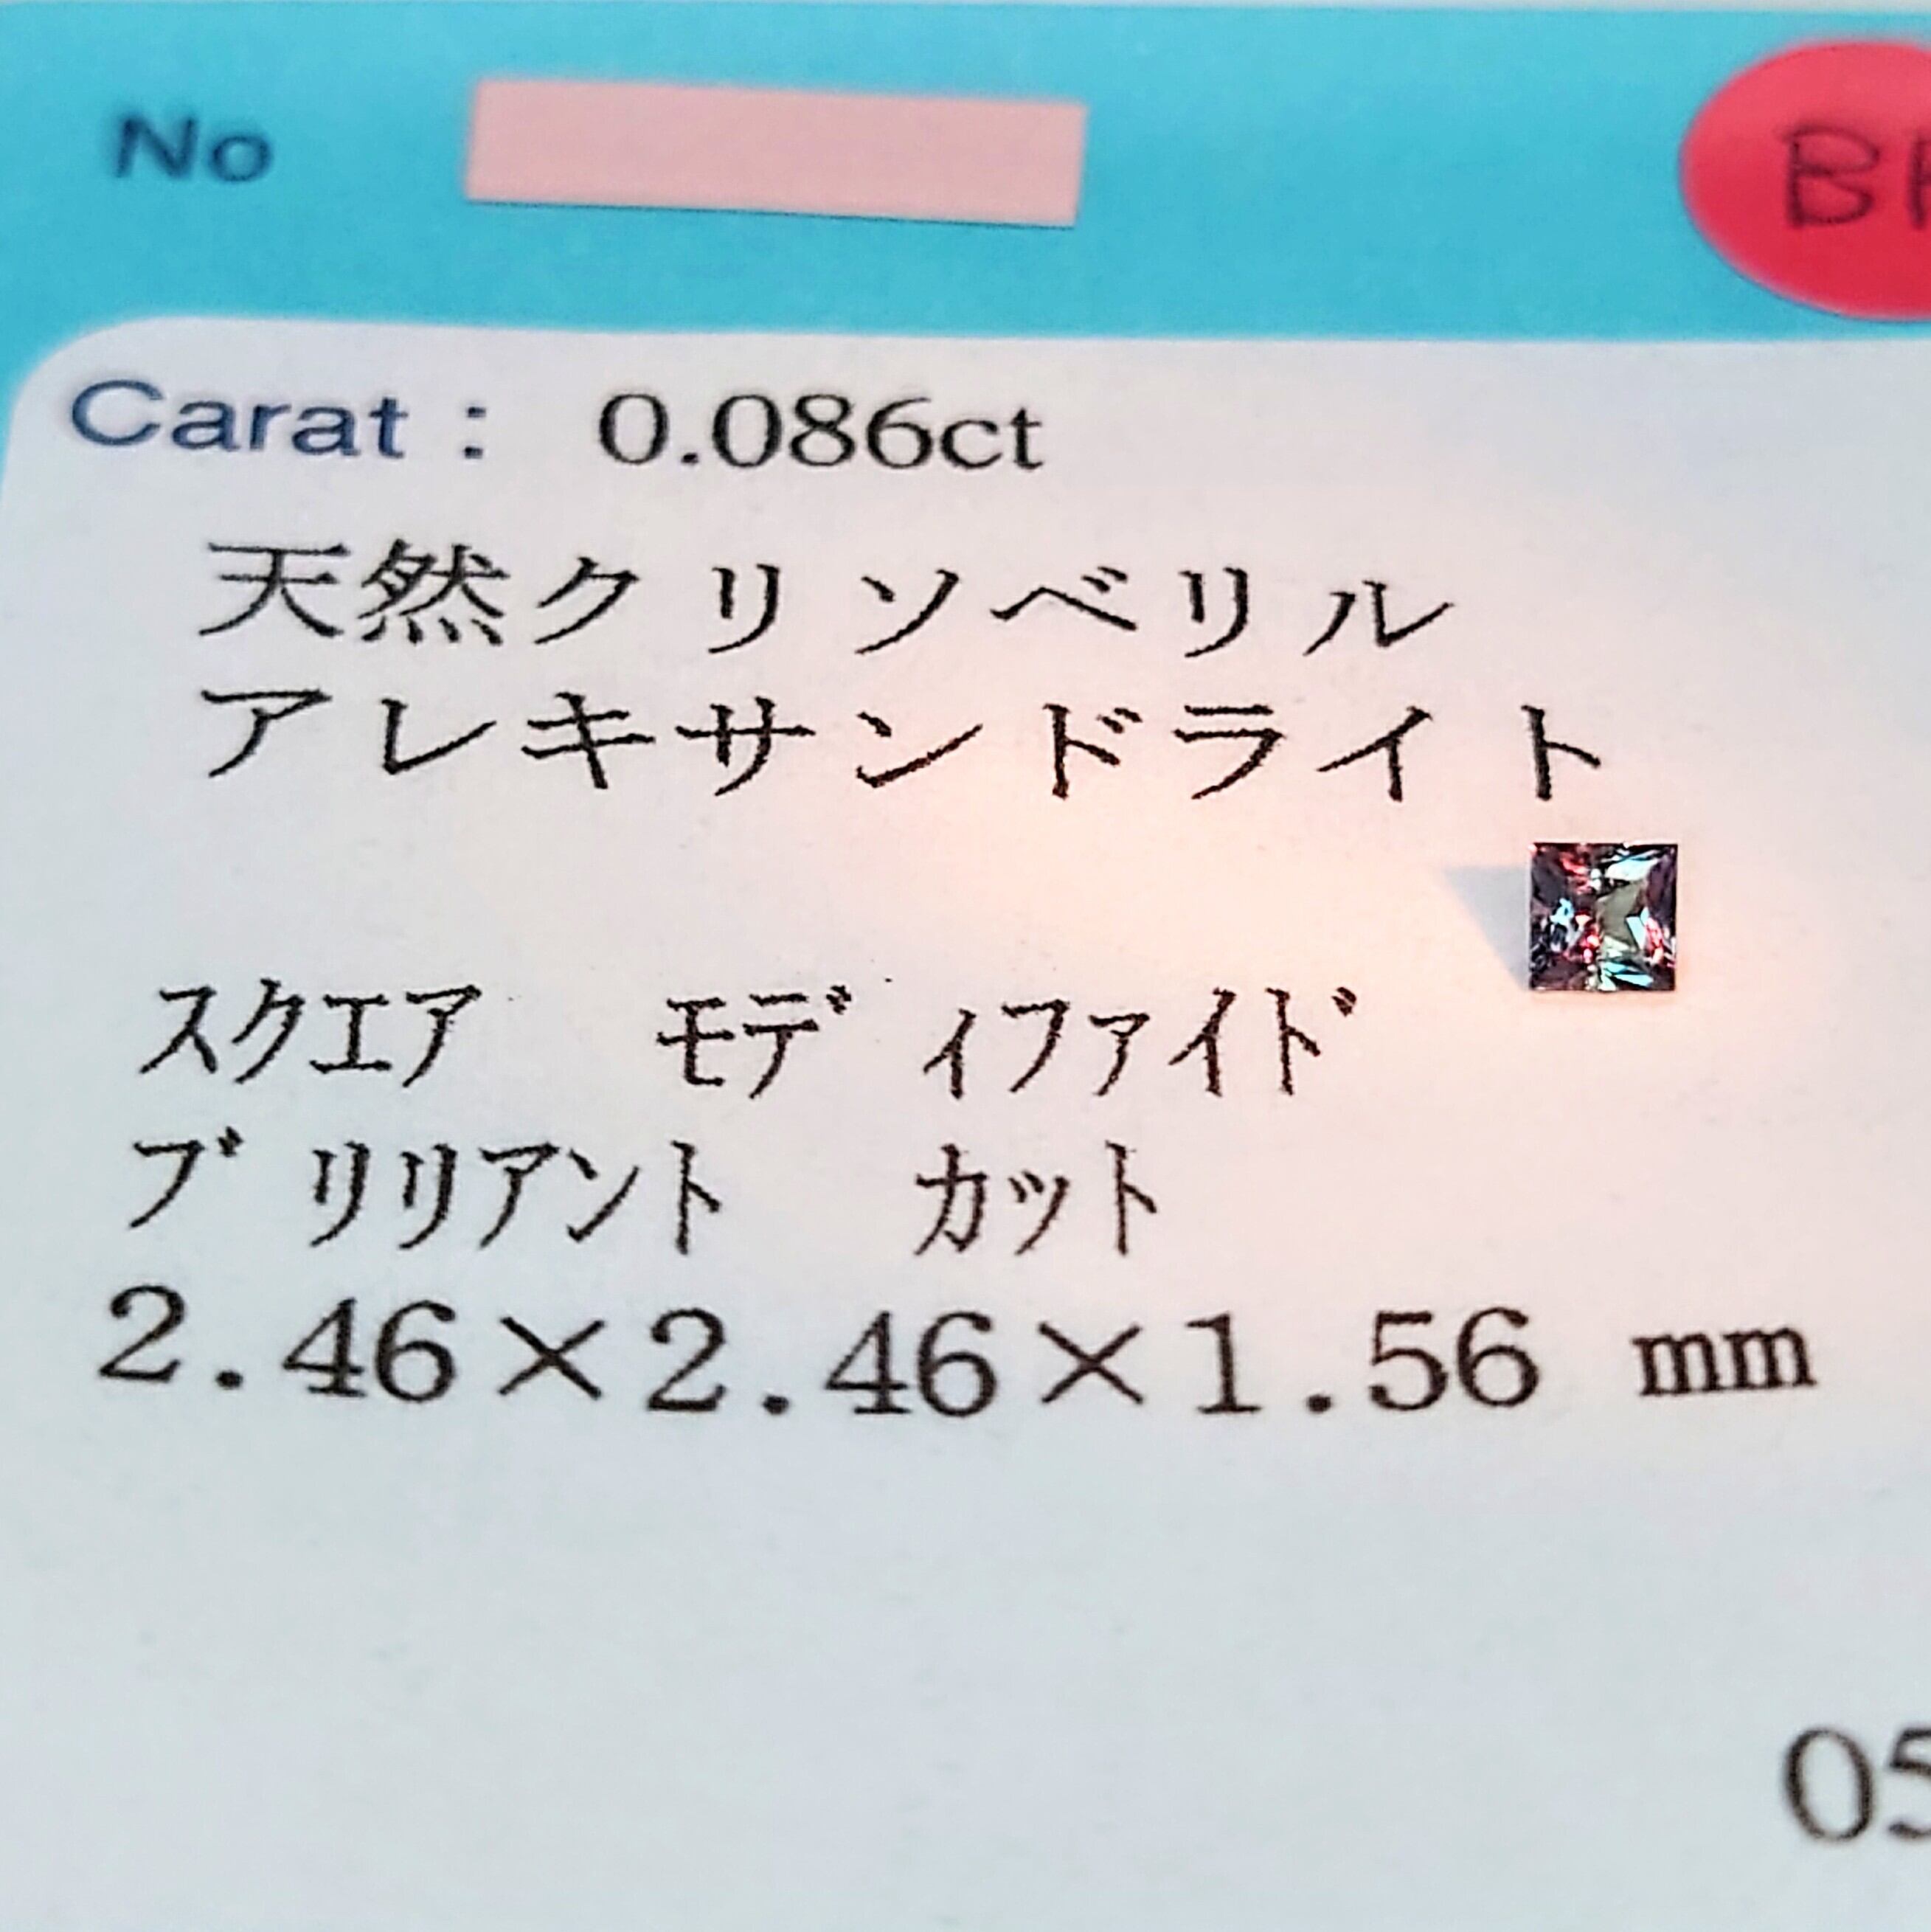 No
Carat : 0.086ct
天然クリソベリル
アレキサンドライト
ｽｸｴｱ ﾓﾃﾞｨﾌｧｲﾄﾞ
ﾌﾞﾘﾘｱﾝﾄ ｶｯﾄ
2.46×2.46×1.56 mm
05